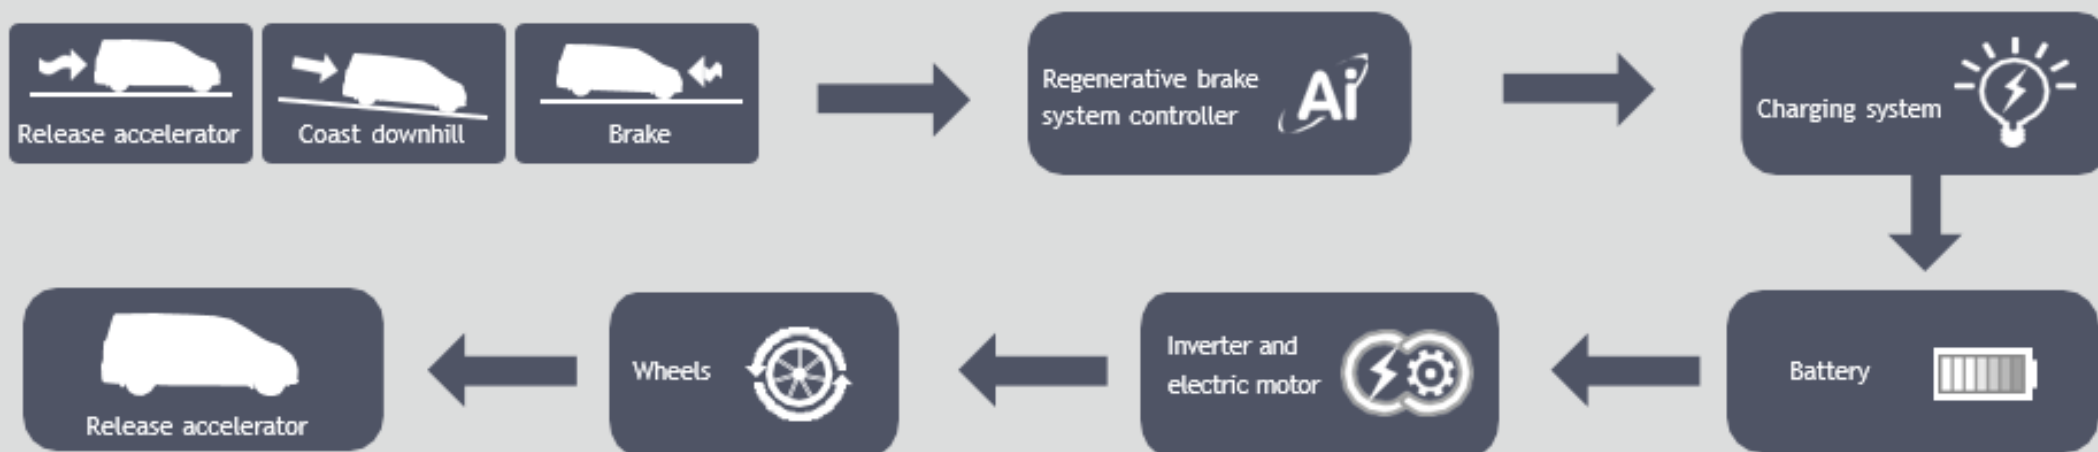 Release accelerator
Coast downhill
Brake
Regenerative brake
system controller
Ai
Charging system
Release accelerator
Wheels
Inverter and
electric motor
Battery